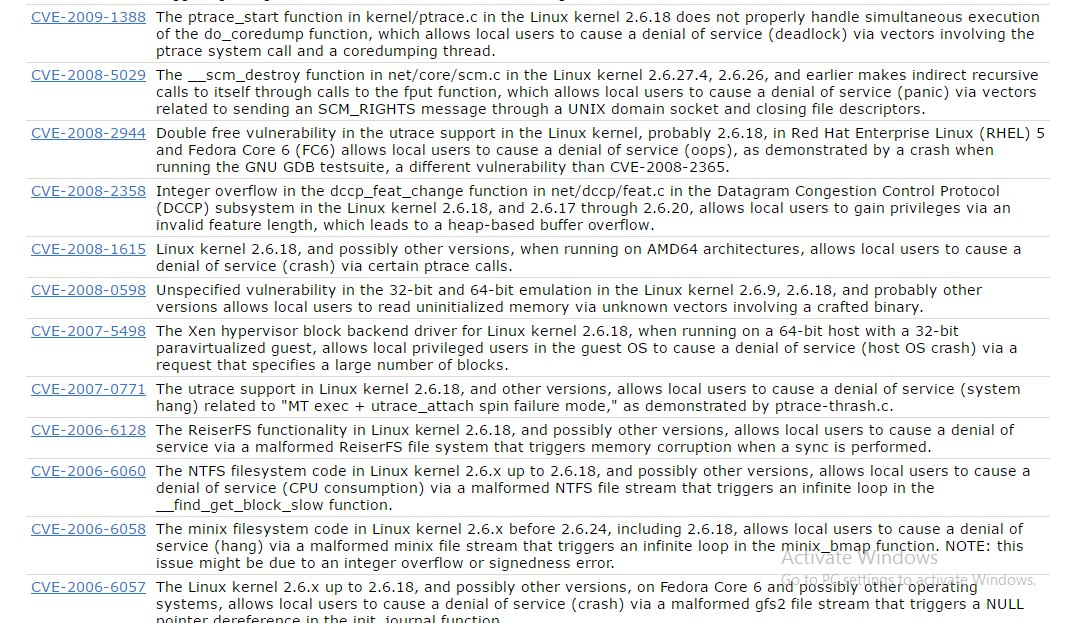 CVE-2009-1388 The ptrace_start function in kernel/ptrace.c in the Linux kernel 2.6.18 does not properly handle simultaneous execution
of the do_coredump function, which allows local users to cause a denial of service (deadlock) via vectors involving the
ptrace system call and a coredumping thread.
CVE-2008-5029 The __scm_destroy function in net/core/scm.c in the Linux kernel 2.6.27.4, 2.6.26, and earlier makes indirect recursive
calls to itself through calls to the fput function, which allows local users to cause a denial of service (panic) via vectors
related to sending an SCM_RIGHTS message through a UNIX domain socket and closing file descriptors.
CVE-2008-2944 Double free vulnerability in the utrace support in the Linux kernel, probably 2.6.18, in Red Hat Enterprise Linux (RHEL) 5
and Fedora Core 6 (FC6) allows local users to cause a denial of service (oops), as demonstrated by a crash when
running the GNU GDB testsuite, a different vulnerability than CVE-2008-2365.
CVE-2008-2358 Integer overflow in the dccp_feat_change function in net/dccp/feat.c in the Datagram Congestion Control Protocol
(DCCP) subsystem in the Linux kernel 2.6.18, and 2.6.17 through 2.6.20, allows local users to gain privileges via an
invalid feature length, which leads to a heap-based buffer overflow.
CVE-2008-1615 Linux kernel 2.6.18, and possibly other versions, when running on AMD64 architectures, allows local users to cause a
denial of service (crash) via certain ptrace calls.
CVE-2008-0598 Unspecified vulnerability in the 32-bit and 64-bit emulation in the Linux kernel 2.6.9, 2.6.18, and probably other
versions allows local users to read uninitialized memory via unknown vectors involving a crafted binary.
CVE-2007-5498 The Xen hypervisor block backend driver for Linux kernel 2.6.18, when running on a 64-bit host with a 32-bit
paravirtualized guest, allows local privileged users in the guest OS to cause a denial of service (host OS crash) via a
request that specifies a large number of blocks.
CVE-2007-0771 The utrace support in Linux kernel 2.6.18, and other versions, allows local users to cause a denial of service (system
hang) related to "MT exec + utrace_attach spin failure mode," as demonstrated by ptrace-thrash.c.
CVE-2006-6128 The ReiserFS functionality in Linux kernel 2.6.18, and possibly other versions, allows local users to cause a denial of
service via a malformed ReiserFS file system that triggers memory corruption when a sync is performed.
CVE-2006-6060 The NTFS filesystem code in Linux kernel 2.6.x up to 2.6.18, and possibly other versions, allows local users to cause a
denial of service (CPU consumption) via a malformed NTFS file stream that triggers an infinite loop in the
__find_get_block_slow function.
CVE-2006-6058 The minix filesystem code in Linux kernel 2.6.x before 2.6.24, including 2.6.18, allows local users to cause a denial of
service (hang) via a malformed minix file stream that triggers an infinite loop in the minix_bmap function. NOTE: this
issue might be due to an integer overflow or signedness error.
Activate Windows
Go to PC settings to activate Windows.
CVE-2006-6057 The Linux kernel 2.6.x up to 2.6.18, and possibly other versions, on Fedora Core 6 and possibly other operating
systems, allows local users to cause a denial of service (crash) via a malformed gfs2 file stream that triggers a NULL
pointer dereference in the init_journal function.